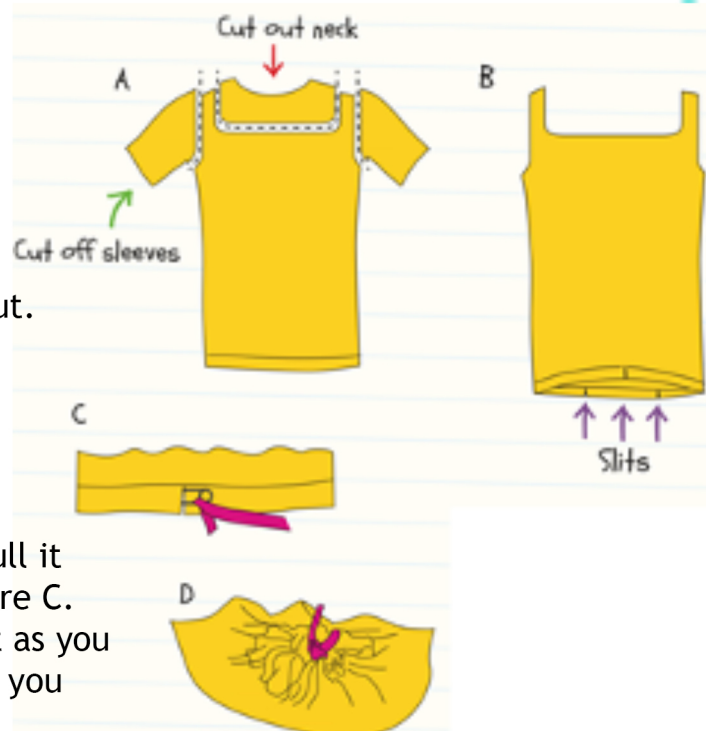 Cut out neck
A
B
Cut off sleeves
ut.
C
Slits
ull it
re C.
D
t as you
you